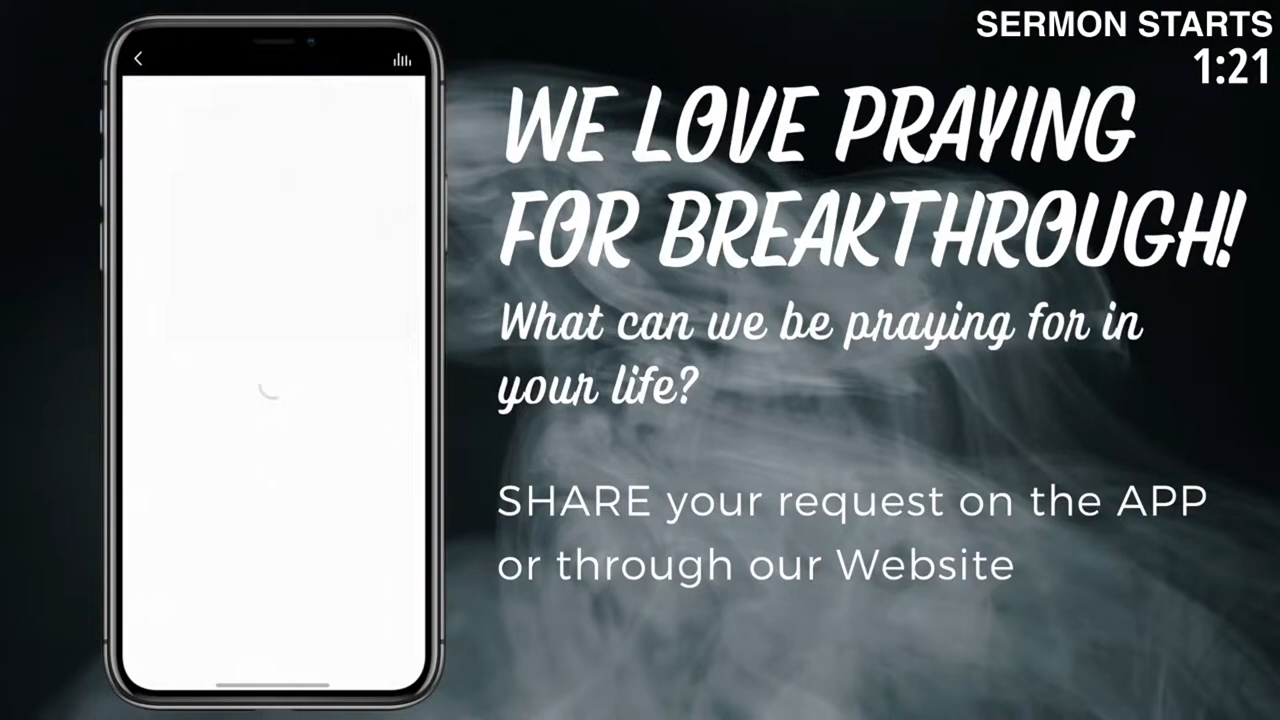 SERMON STARTS
1:21
WE LOVE PRAYING
FOR BREAKTHROUGH!
What can we be praying for in
your life?
SHARE your request on the APP
or through our Website